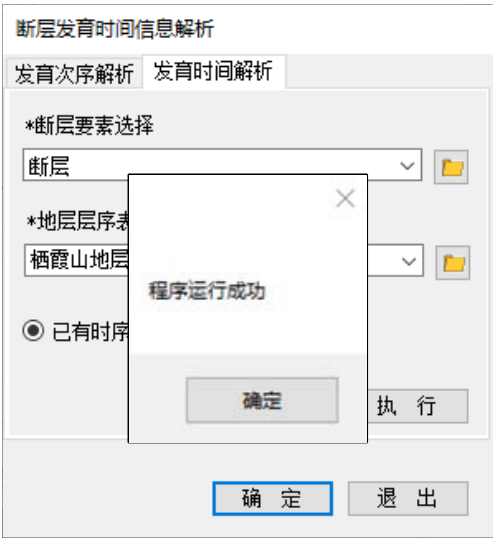 断层发育时间信息解析
发育次序解析 发育时间解析
*断层要素选择
断层
*地层层序表
栖霞山地层
程序运行成功
已有时序
确定
执 行
确 定 退 出